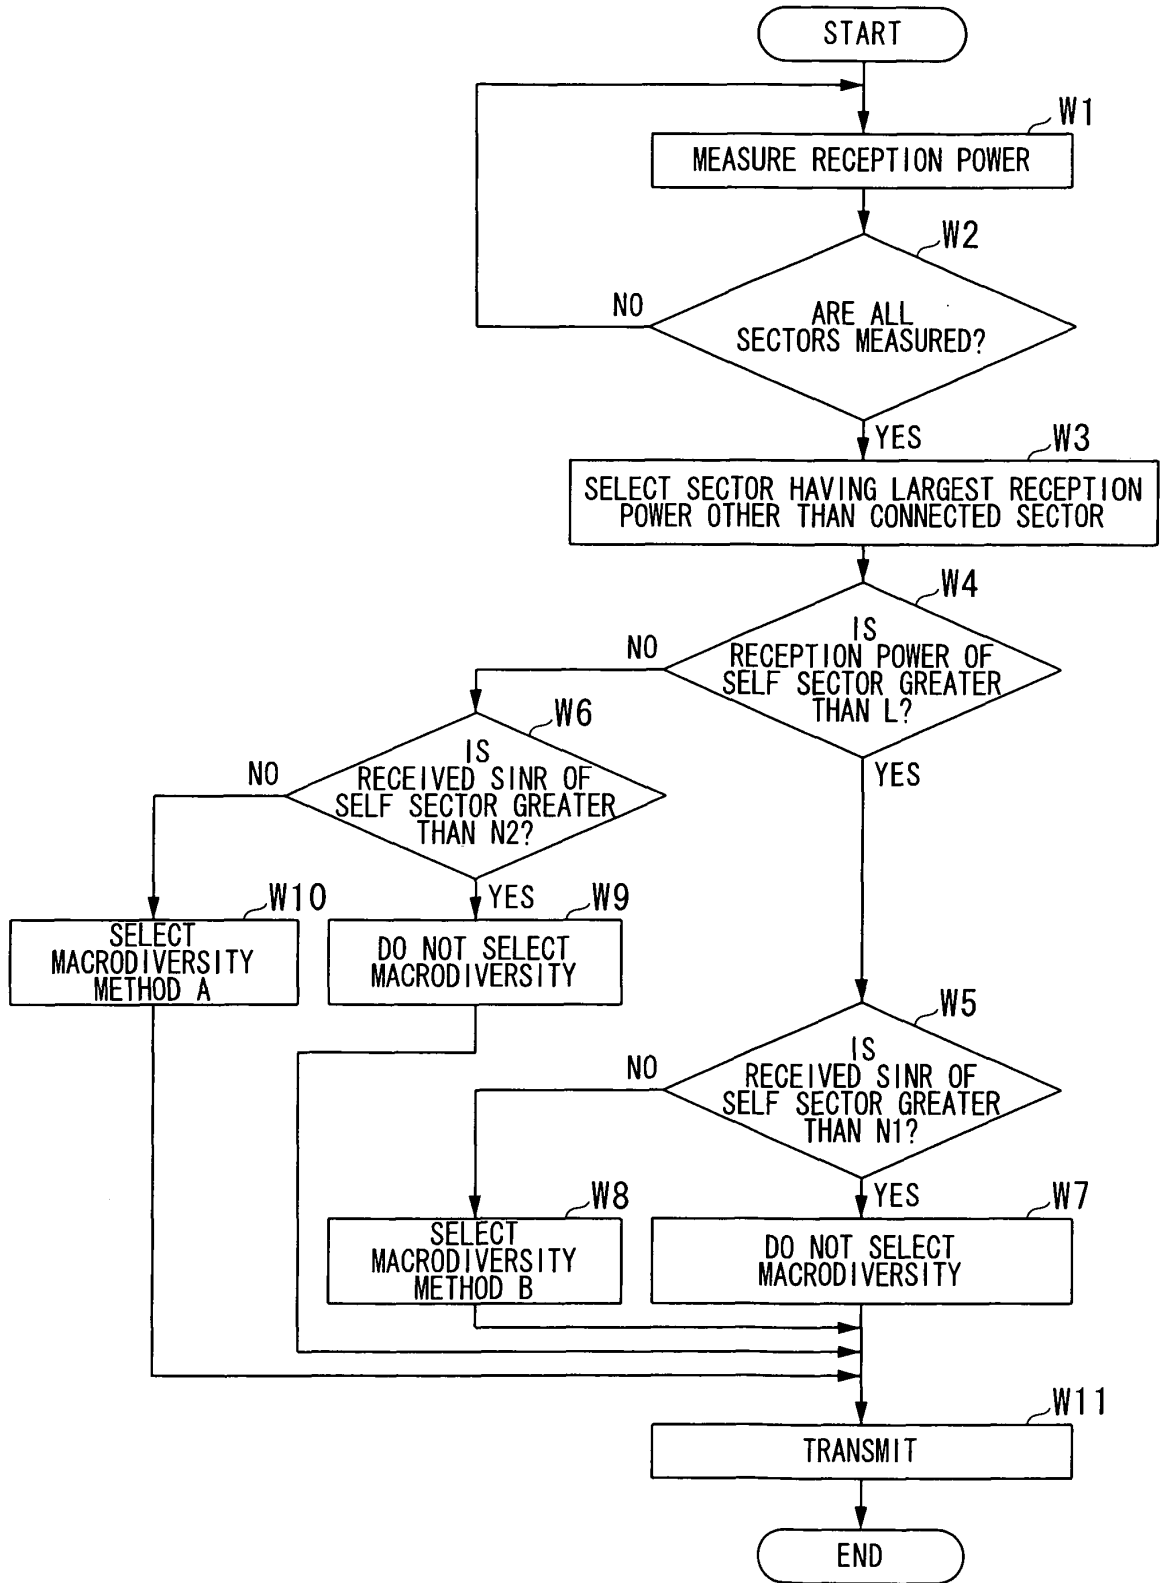 START
W1
MEASURE RECEPTION POWER
W2
NO
ARE ALL
SECTORS MEASURED?
YES
W3
SELECT SECTOR HAVING LARGEST RECEPTION
POWER OTHER THAN CONNECTED SECTOR
W4
NO
IS
RECEPTION POWER OF
SELF SECTOR GREATER
THAN L?
YES
W6
NO
IS
RECEIVED SINR OF
SELF SECTOR GREATER
THAN N2?
YES
W10
SELECT
MACRODIVERSITY
METHOD A
W9
DO NOT SELECT
MACRODIVERSITY
W5
NO
IS
RECEIVED SINR OF
SELF SECTOR GREATER
THAN N1?
YES
W8
SELECT
MACRODIVERSITY
METHOD B
W7
DO NOT SELECT
MACRODIVERSITY
W11
TRANSMIT
END